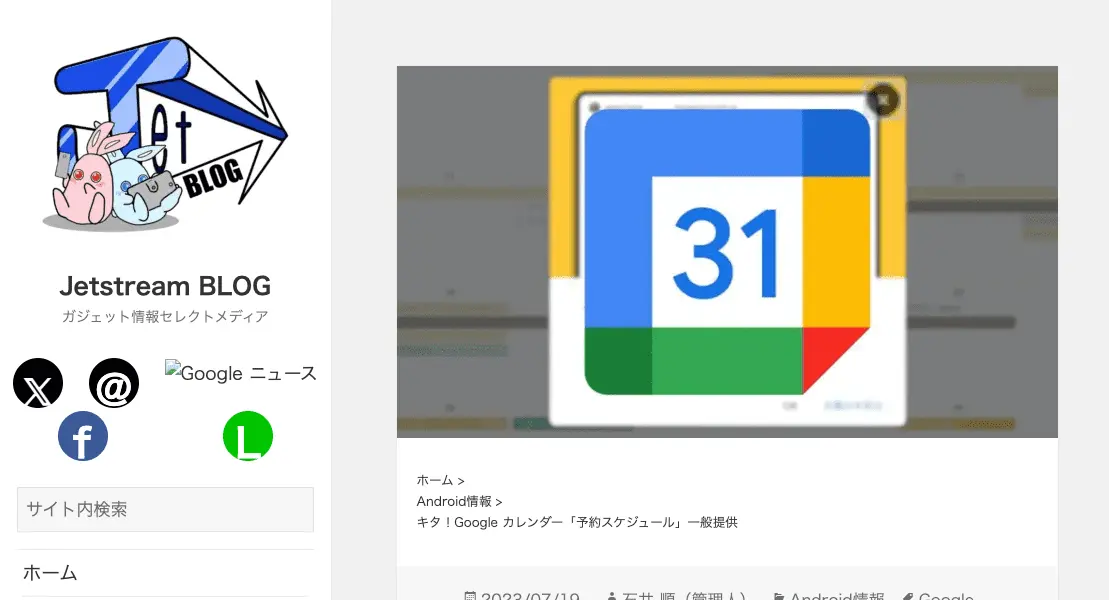 Jet
BLOG
Jetstream BLOG
ガジェット情報セレクトメディア
X
@
Google ニュース
f
L
サイト内検索
ホーム
31
ホーム >
Android情報 >
キタ！Google カレンダー「予約スケジュール」一般提供
2023/07/19 石井 順（管理人） Android情報 Google